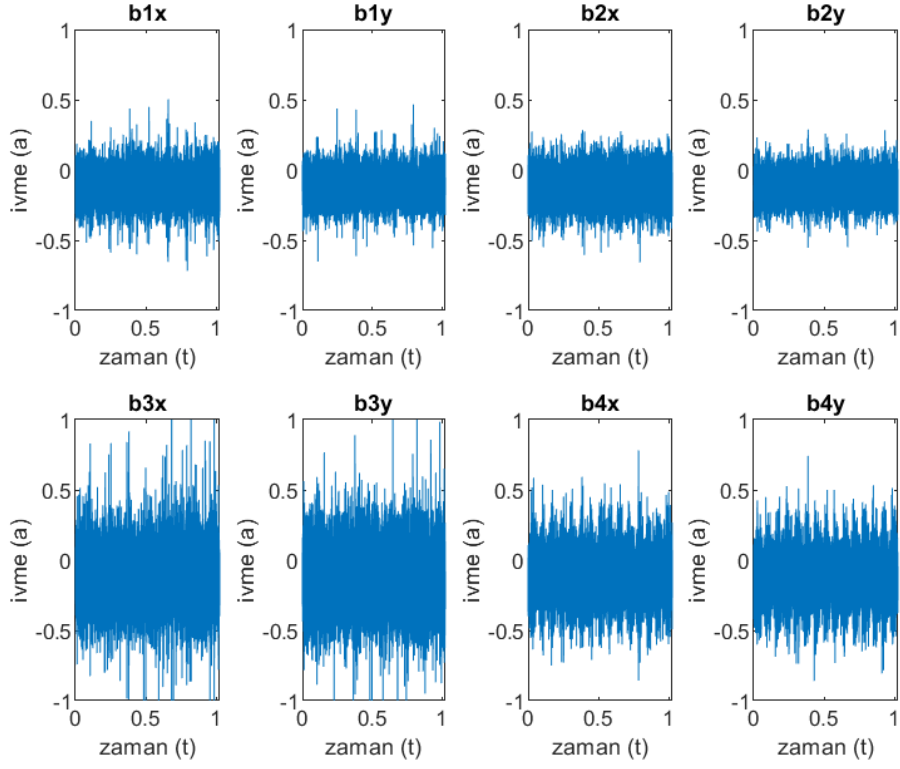 b1x b1y b2x b2y
1 1 1 1
0.5 0.5 0.5 0.5
0 0 0 0
-0.5 -0.5 -0.5 -0.5
-1 -1 -1 -1
ivme (a) ivme (a) ivme (a) ivme (a)
0 0.5 1 0 0.5 1 0 0.5 1 0 0.5 1
zaman (t) zaman (t) zaman (t) zaman (t)
b3x b3y b4x b4y
1 1 1 1
0.5 0.5 0.5 0.5
0 0 0 0
-0.5 -0.5 -0.5 -0.5
-1 -1 -1 -1
ivme (a) ivme (a) ivme (a) ivme (a)
0 0.5 1 0 0.5 1 0 0.5 1 0 0.5 1
zaman (t) zaman (t) zaman (t) zaman (t)